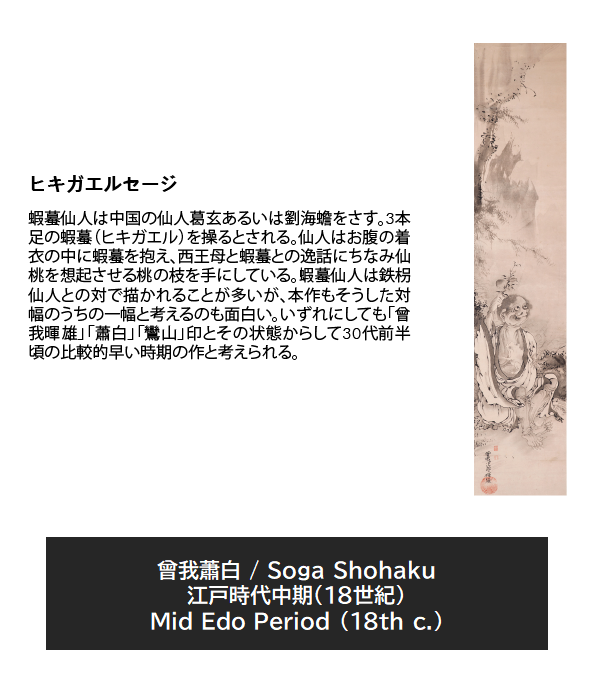 ヒキガエルセージ
蝦蟇仙人は中国の仙人葛玄あるいは劉海蟾をさす。3本
足の蝦蟇（ヒキガエル）を操るとされる。仙人はお腹の着
衣の中に蝦蟇を抱え、西王母と蝦蟇との逸話にちなみ仙
桃を想起させる桃の枝を手にしている。蝦蟇仙人は鉄拐
仙人との対で描かれることが多いが、本作もそうした対
幅のうちの一幅と考えるのも面白い。いずれにしても「曾
我暉雄」「蕭白」「鸞山」印とその状態からして30代前半
頃の比較的早い時期の作と考えられる。
曾我蕭白 / Soga Shohaku
江戸時代中期（18世紀）
Mid Edo Period (18th c.)